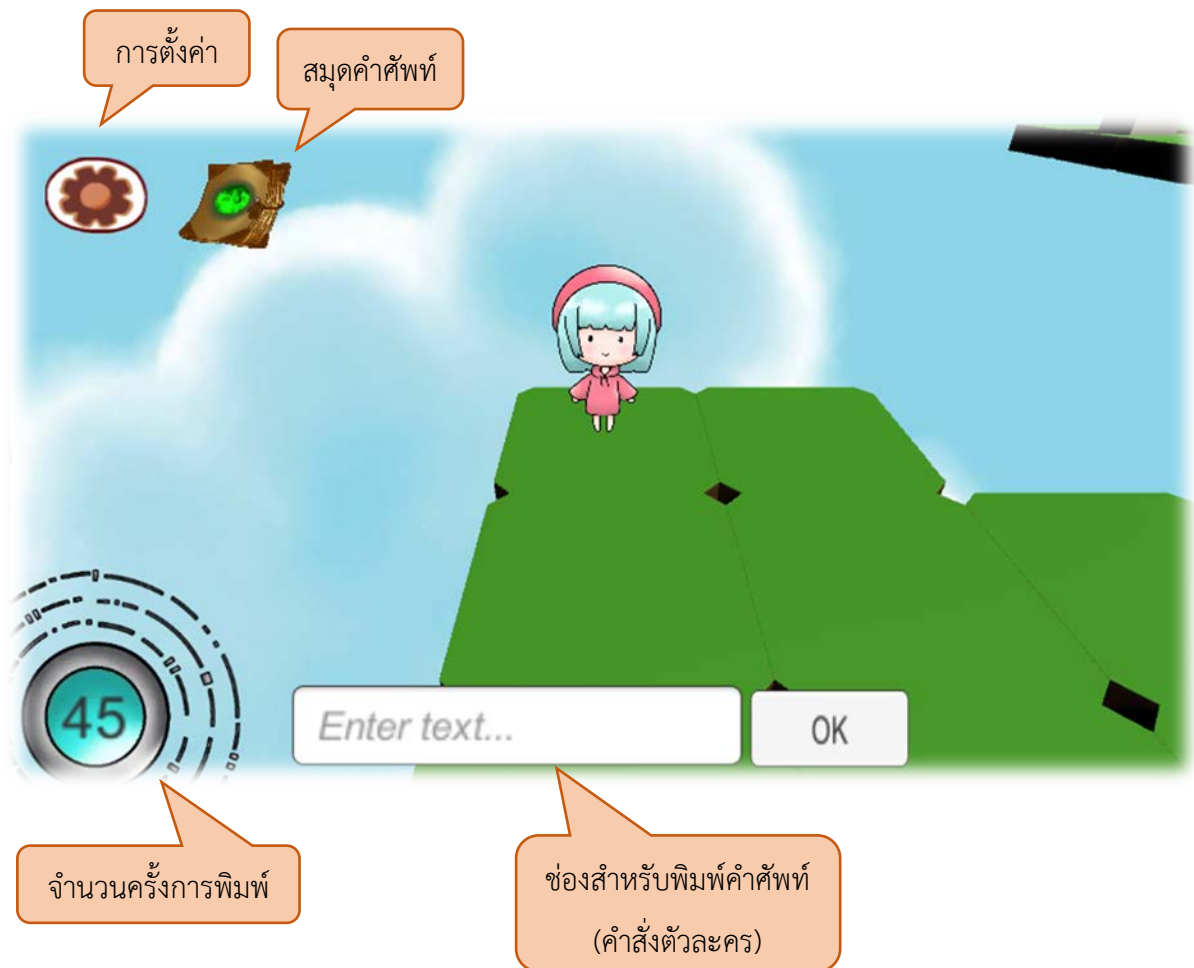 การตั้งค่า
สมุดคำศัพท์
45
Enter text...
OK
จำนวนครั้งการพิมพ์
ช่องสำหรับพิมพ์คำศัพท์
(คำสั่งตัวละคร)